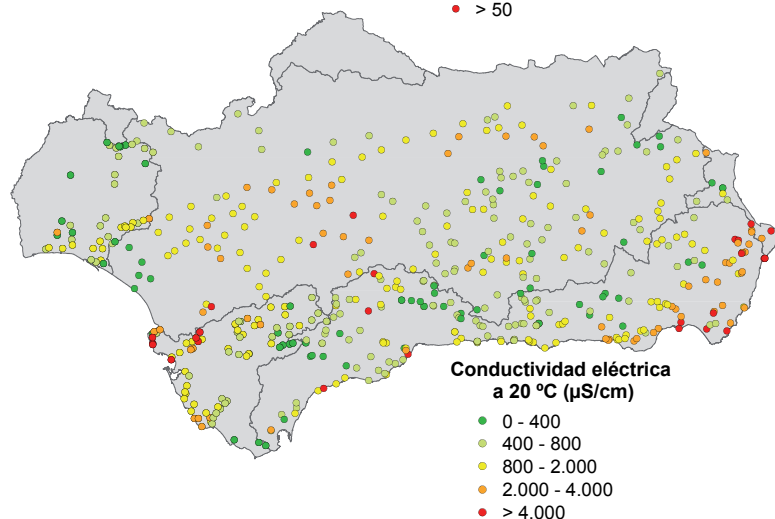 > 50
Conductividad eléctrica
a 20 ºC (µS/cm)
0 - 400
400 - 800
800 - 2.000
2.000 - 4.000
> 4.000